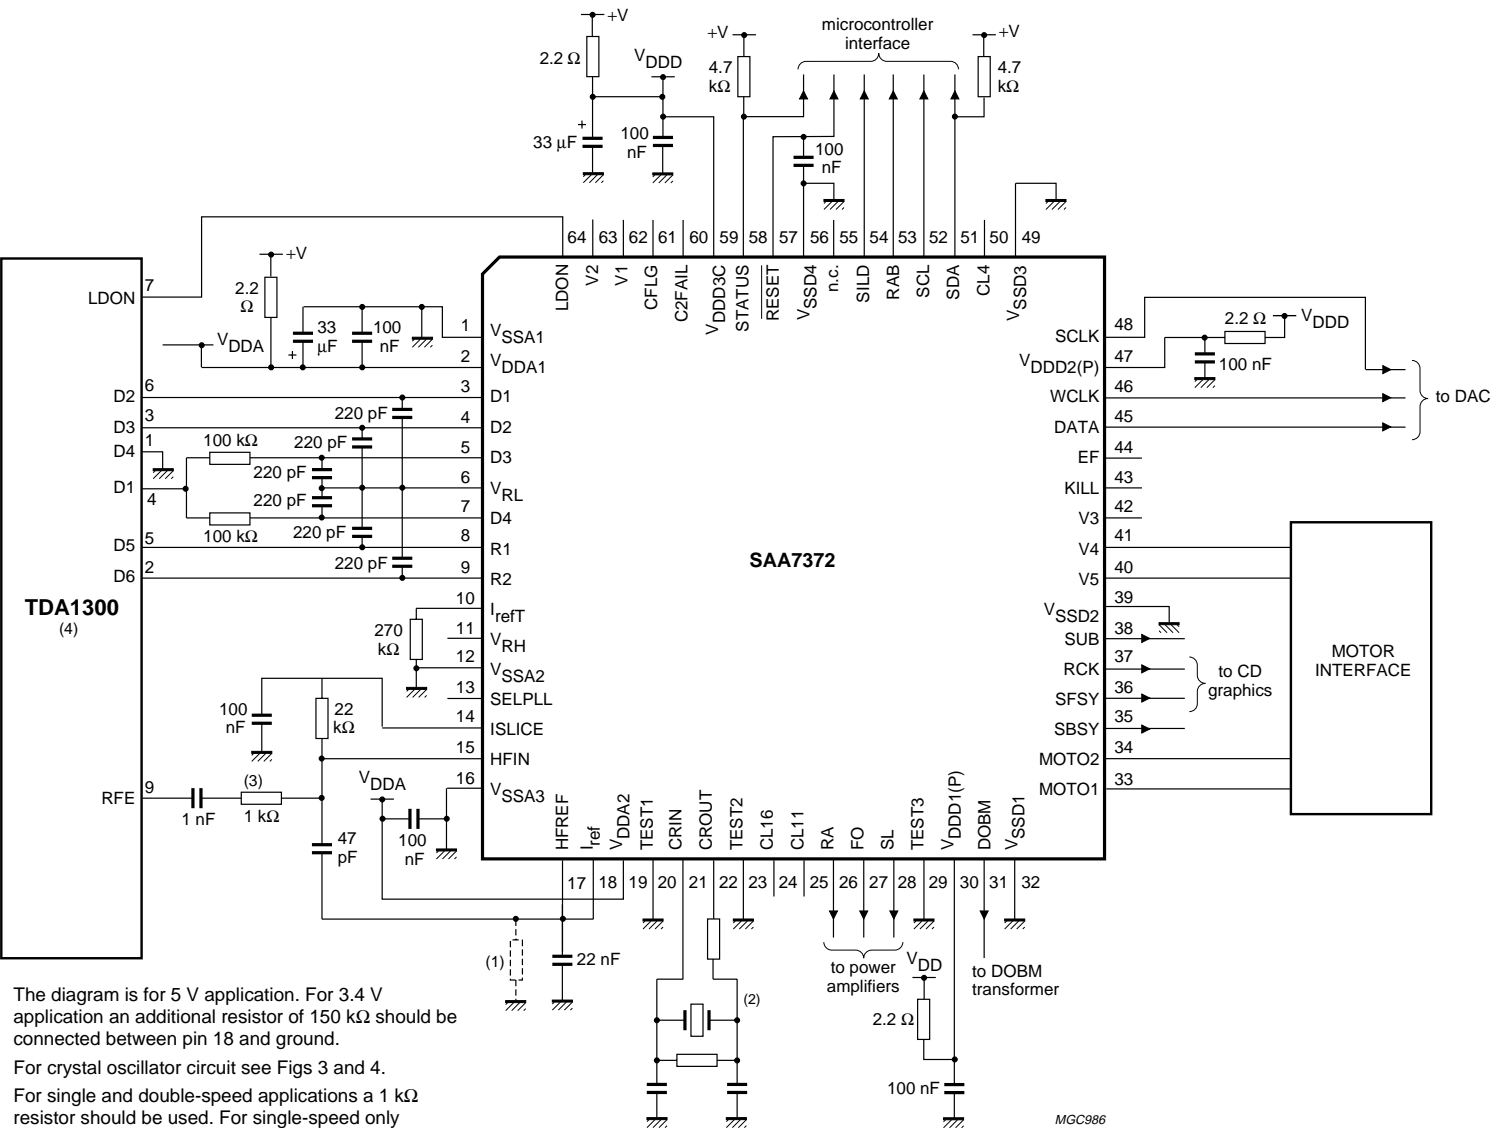 +V
2.2 Ω
VDDD
33 µF
+
100 nF
+V
4.7 kΩ
microcontroller interface
+V
4.7 kΩ
100 nF
64 63 62 61 60 59 58 57 56 55 54 53 52 51 50 49
LDON
V2
V1
CFLG
C2FAIL
VDDD3C
STATUS
RESET
VSSD4
n.c.
SILD
RAB
SCL
SDA
CL4
VSSD3
7
LDON
+V
2.2 Ω
VDDA
33 µF
+
100 nF
1 VSSA1
2 VDDA1
3 D1
4 D2
5 D3
6 VRL
7 D4
8 R1
9 R2
10 IrefT
11 VRH
12 VSSA2
13 SELPLL
14 ISLICE
15 HFIN
16 VSSA3
D2 6
D3 3
D4 1
D1 4
D5 5
D6 2
100 kΩ
100 kΩ
220 pF
220 pF
220 pF
220 pF
220 pF
220 pF
TDA1300
(4)
270 kΩ
100 nF
22 kΩ
RFE 9
1 nF
(3)
1 kΩ
47 pF
VDDA
100 nF
SAA7372
SCLK 48
VDDD2(P) 47
WCLK 46
DATA 45
EF 44
KILL 43
V3 42
V4 41
V5 40
VSSD2 39
SUB 38
RCK 37
SFSY 36
SBSY 35
MOTO2 34
MOTO1 33
2.2 Ω
VDDD
100 nF
to DAC
to CD graphics
MOTOR INTERFACE
HFREF
Iref
VDDA2
TEST1
CRIN
CROUT
TEST2
CL16
CL11
RA
FO
SL
TEST3
VDDD1(P)
DOBM
VSSD1
17 18 19 20 21 22 23 24 25 26 27 28 29 30 31 32
(1)
22 nF
(2)
to power amplifiers
VDD
2.2 Ω
100 nF
to DOBM transformer
The diagram is for 5 V application. For 3.4 V
application an additional resistor of 150 kΩ should be
connected between pin 18 and ground.
For crystal oscillator circuit see Figs 3 and 4.
For single and double-speed applications a 1 kΩ
resistor should be used. For single-speed only
MGC986